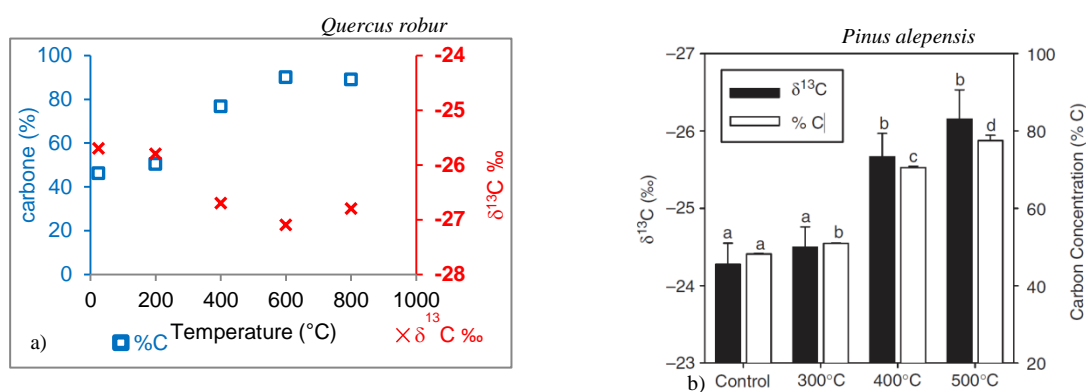 Quercus robur
100
80
60
40
20
0
carbone (%)
0 200 400 600 800 1000
Temperature (°C)
-24
-25
-26
-27
-28
δ¹³C ‰
a)
%C
δ¹³C ‰
Pinus alepensis
–27
–26
–25
–24
–23
δ¹³C (‰)
δ¹³C
% C
a a
a b
b c
b d
100
80
60
40
20
Carbon Concentration (% C)
b) Control 300°C 400°C 500°C